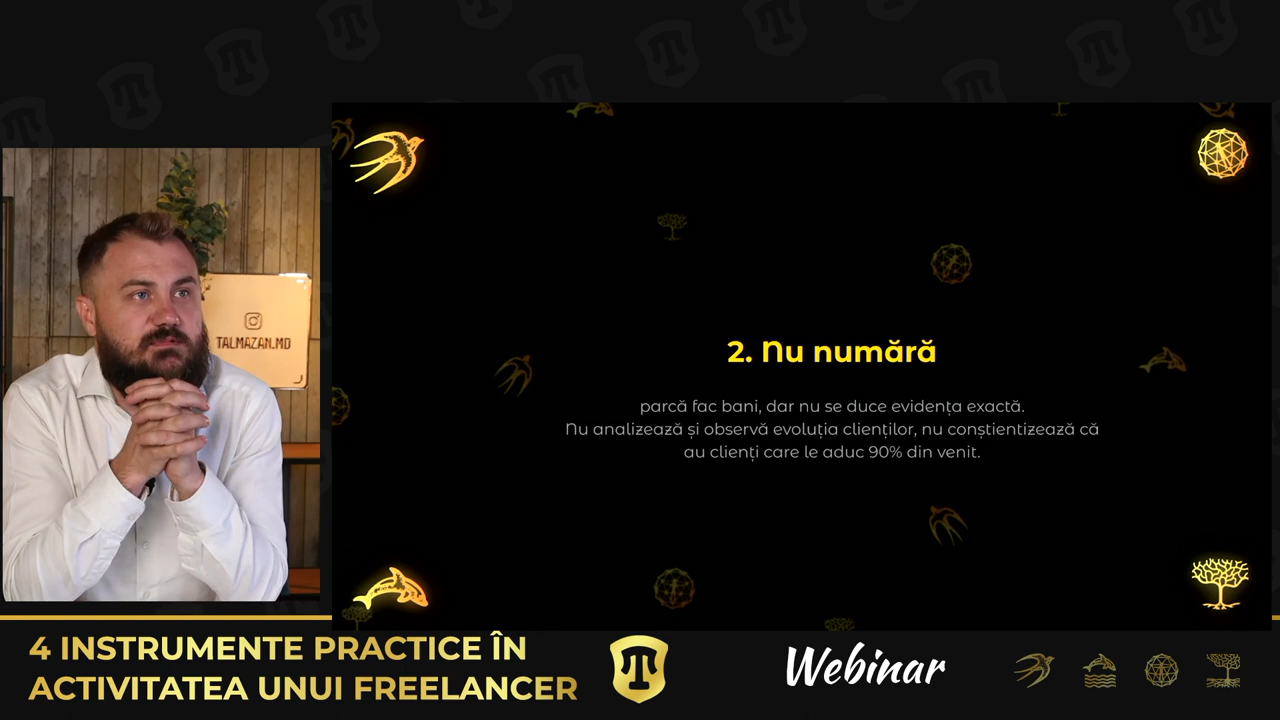 TALMAZAN.MD
2. Nu numără
parcă fac bani, dar nu se duce evidența exactă.
Nu analizează și observă evoluția clienților, nu conștientizează că
au clienți care le aduc 90% din venit.
4 INSTRUMENTE PRACTICE ÎN
ACTIVITATEA UNUI FREELANCER
Webinar